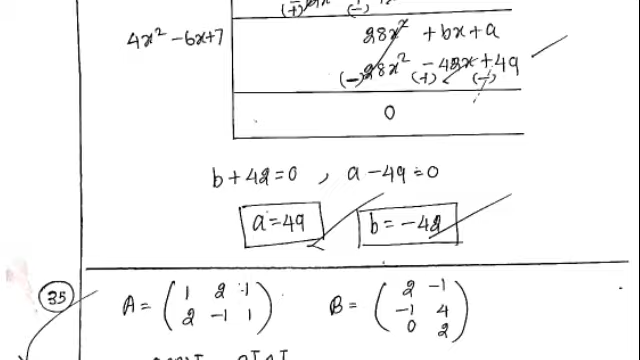 4x² - 6x + 7 | 28x² + bx + a
28x² - 42x + 49
(-) (+) (-)
0
b + 42 = 0 , a - 49 = 0
a = 49 b = -42
35 A = ( 1 2 1 B = ( 2 -1
2 -1 1 ) -1 4
0 2 )